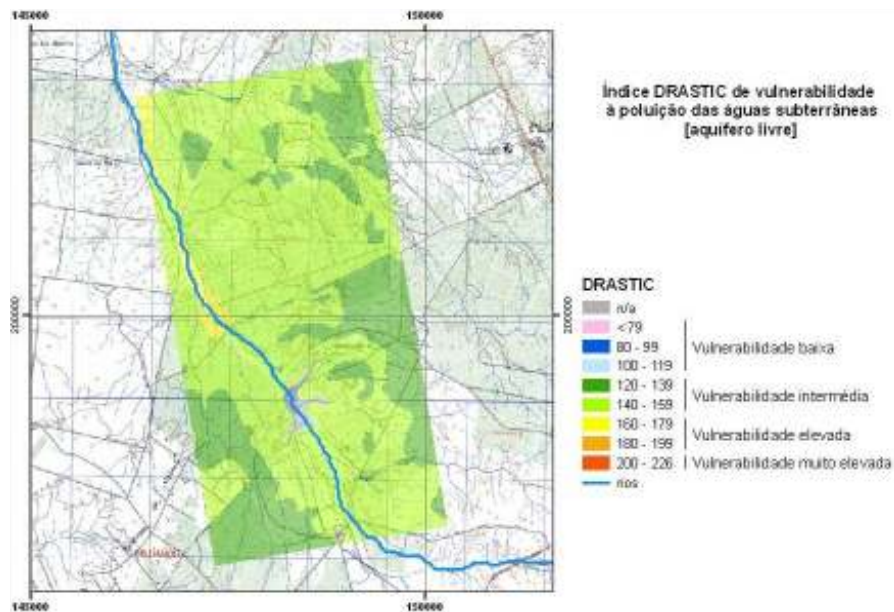 145000
150000
Índice DRASTIC de vulnerabilidade
à poluição das águas subterrâneas
[aquifero livre]
200000
200000
DRASTIC
n/a
<79
80 - 99
100 - 119
Vulnerabilidade baixa
120 - 139
140 - 159
Vulnerabilidade intermédia
160 - 179
180 - 199
Vulnerabilidade elevada
200 - 226
Vulnerabilidade muito elevada
rios
145000
150000